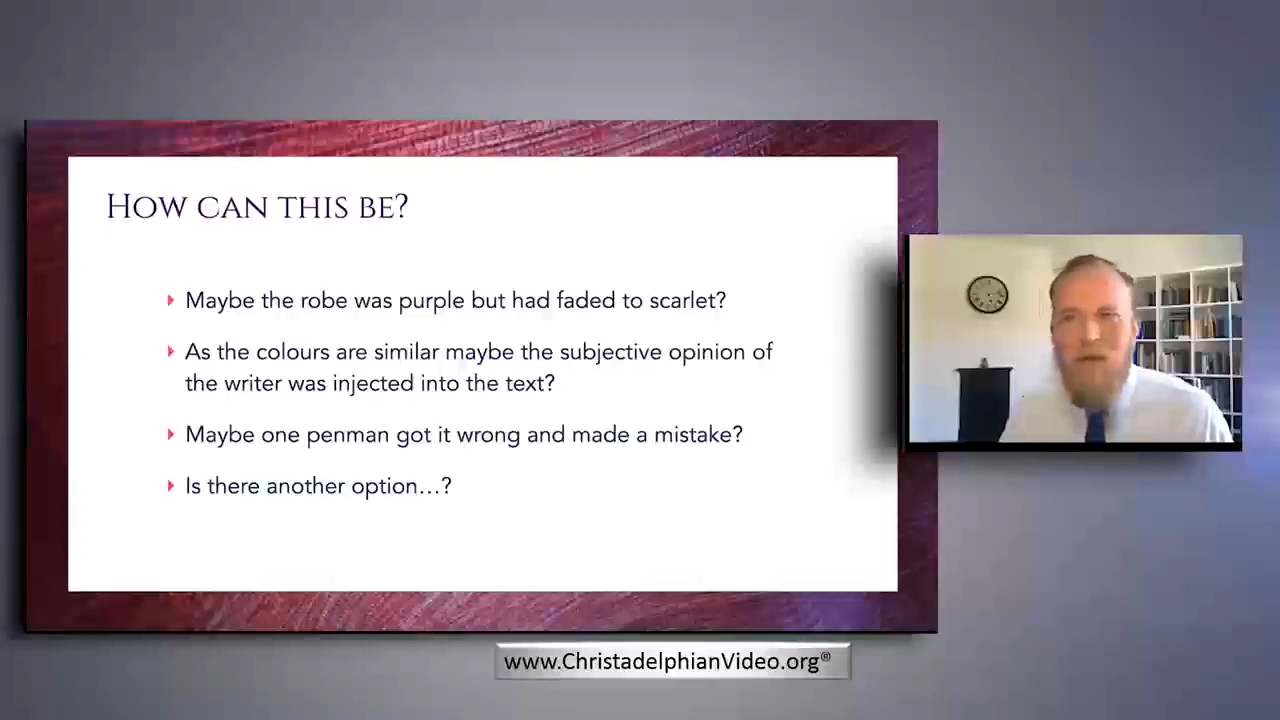 How can this be?
Maybe the robe was purple but had faded to scarlet?
As the colours are similar maybe the subjective opinion of
the writer was injected into the text?
Maybe one penman got it wrong and made a mistake?
Is there another option…?
www.ChristadelphianVideo.org®